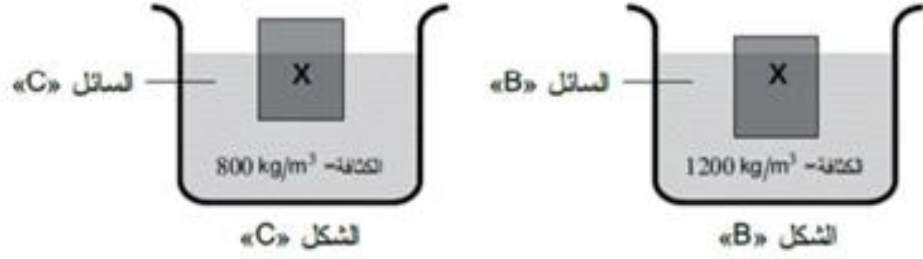 السائل «C»
X
الكثافة= 800 kg/m³
الشكل «C»
السائل «B»
X
الكثافة= 1200 kg/m³
الشكل «B»